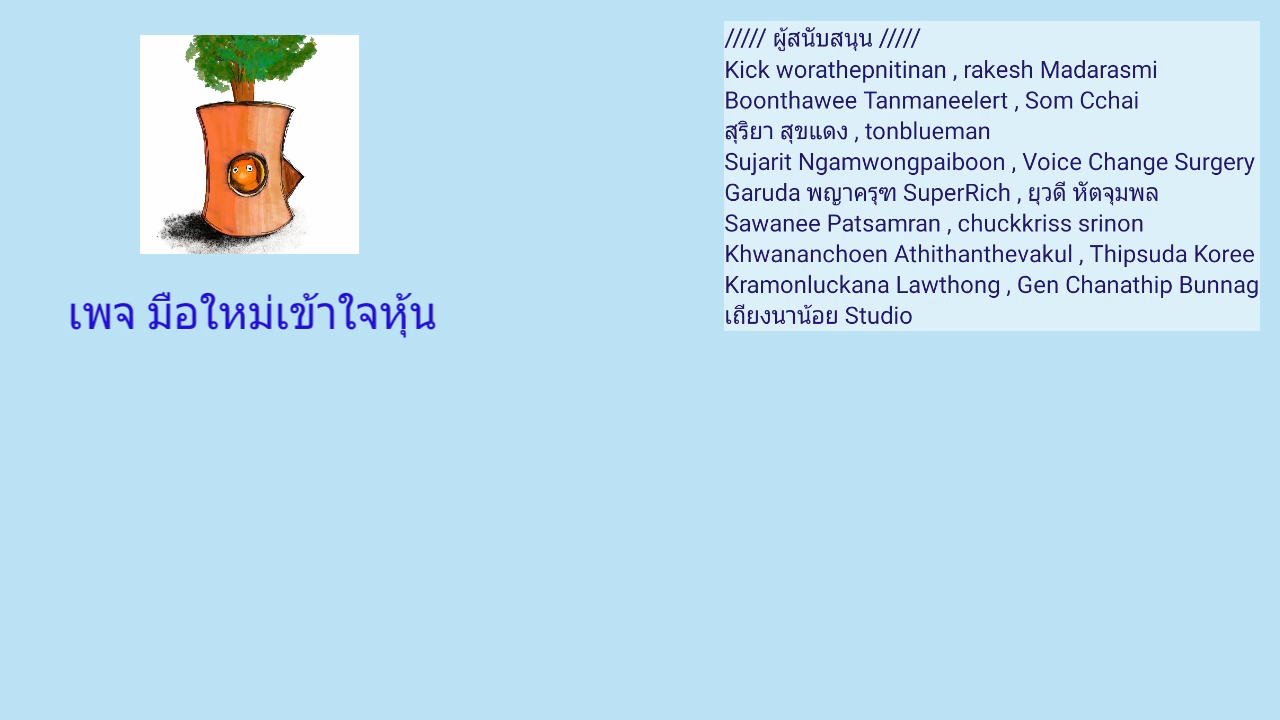 เพจ มือใหม่เข้าใจหุ้น
///// ผู้สนับสนุน /////
Kick worathepnitinan , rakesh Madarasmi
Boonthawee Tanmaneelert , Som Cchai
สุริยา สุขแดง , tonblueman
Sujarit Ngamwongpaiboon , Voice Change Surgery
Garuda พญาครุฑ SuperRich , ยุวดี หัตจุมพล
Sawanee Patsamran , chuckkriss srinon
Khwananchoen Athithanthevakul , Thipsuda Koree
Kramonluckana Lawthong , Gen Chanathip Bunnag
เถียงนาน้อย Studio